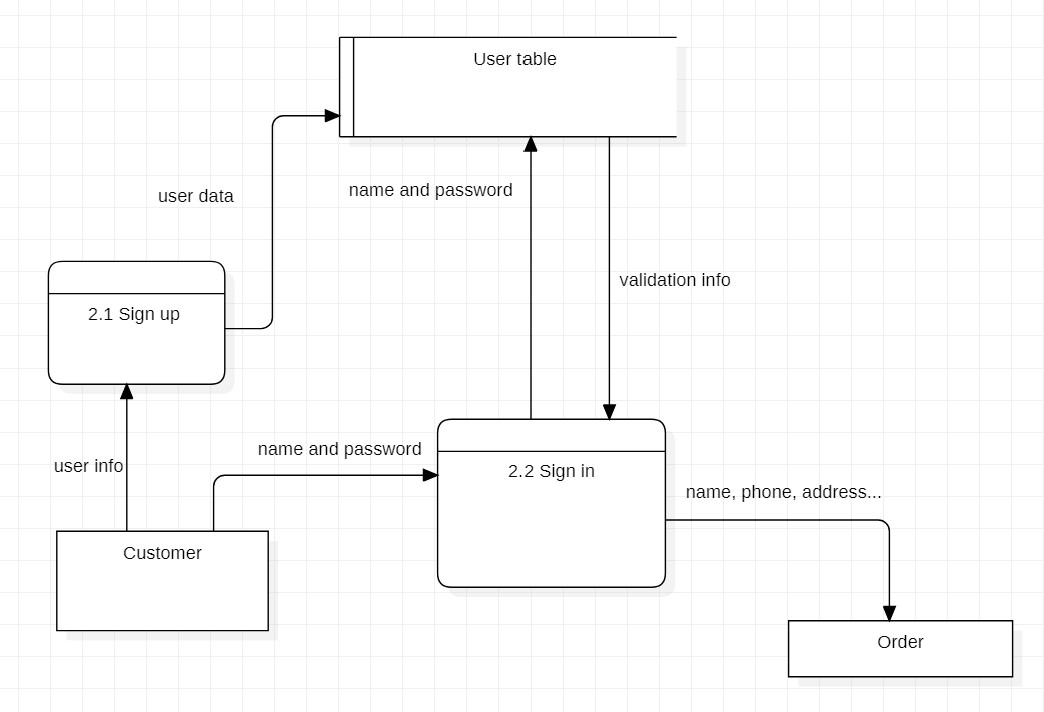 User table
user data
name and password
validation info
2.1 Sign up
user info
name and password
2.2 Sign in
name, phone, address...
Customer
Order